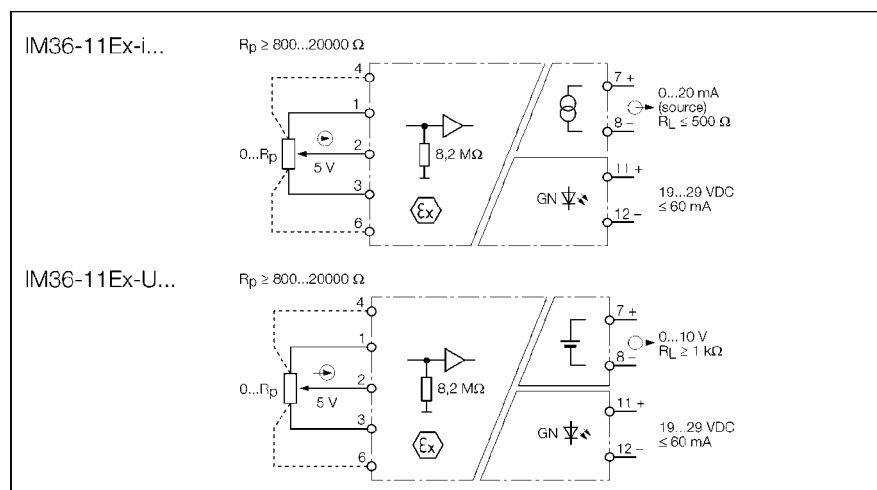 IM36-11Ex-i...
Rp ≥ 800...20000 Ω
4
7 +
0...20 mA
(source)
RL ≤ 500 Ω
1
8 –
2
8,2 MΩ
0...Rp
5 V
11 +
3
19...29 VDC
≤ 60 mA
GN
εx
12 –
6
IM36-11Ex-U...
Rp ≥ 800...20000 Ω
4
7 +
0...10 V
RL ≥ 1 kΩ
1
8 –
2
8,2 MΩ
0...Rp
5 V
11 +
3
19...29 VDC
≤ 60 mA
GN
εx
12 –
6